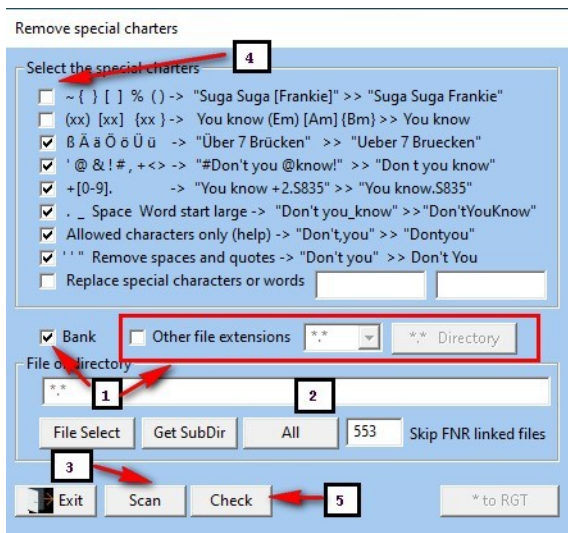 Remove special charters
Select the special charters
4
~ { } [ ] % ( ) -> "Suga Suga [Frankie]" >> "Suga Suga Frankie"
(xx) [xx] {xx }-> You know (Em) [Am] {Bm} >> You know
ß Ä ä Ö ö Ü ü -> "Über 7 Brücken" >> "Ueber 7 Bruecken"
' @ & ! # , + <> -> "#Don't you @know!" >> "Don t you know"
+[0-9]. -> "You know +2.S835" >> "You know.S835"
. _ Space Word start large -> "Don't you_know" >>"Don'tYouKnow"
Allowed characters only (help) -> "Don't,you" >> "Dontyou"
' ' " Remove spaces and quotes -> "Don't you" >> Don't You
Replace special characters or words
Bank Other file extensions *.* *.* Directory
File or directory
*.* 1 2
File Select Get SubDir All 553 Skip FNR linked files
3
Exit Scan Check 5 * to RGT